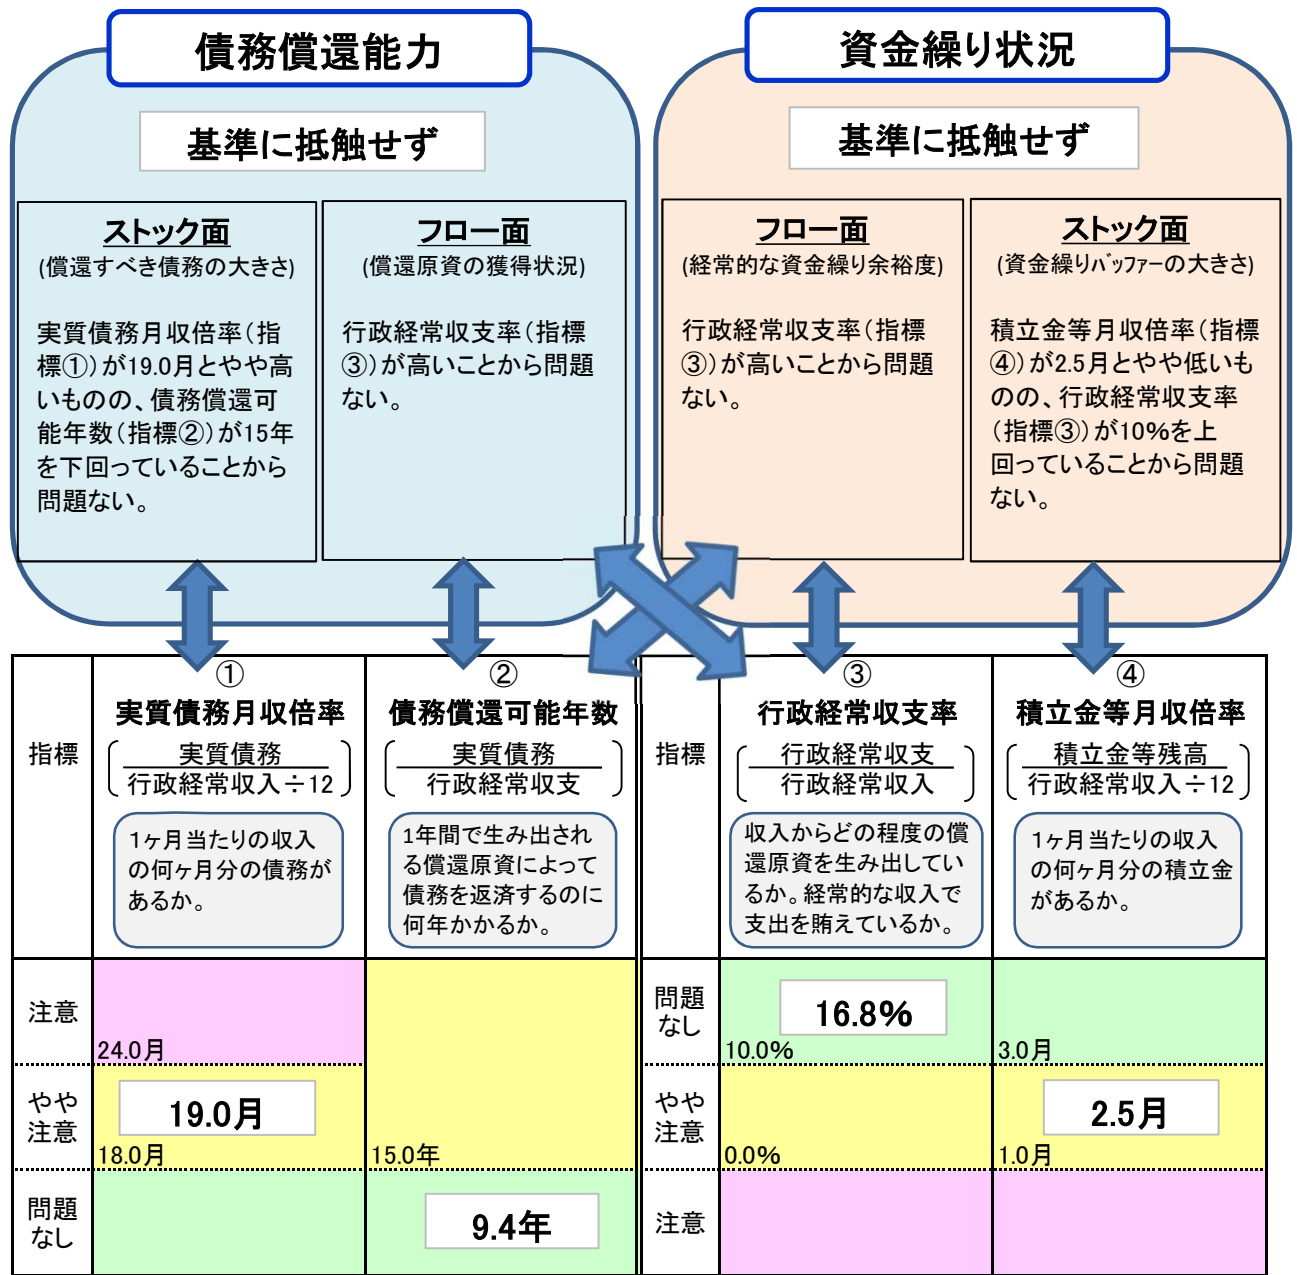 債務償還能力
基準に抵触せず
ストック面
(償還すべき債務の大きさ)
実質債務月収倍率(指
標①)が19.0月とやや高
いものの、債務償還可
能年数(指標②)が15年
を下回っていることから
問題ない。
フロー面
(償還原資の獲得状況)
行政経常収支率(指標
③)が高いことから問題
ない。
資金繰り状況
基準に抵触せず
フロー面
(経常的な資金繰り余裕度)
行政経常収支率(指標
③)が高いことから問題
ない。
ストック面
(資金繰りバッファーの大きさ)
積立金等月収倍率(指標
④)が2.5月とやや低いも
のの、行政経常収支率
(指標③)が10%を上
回っていることから問題
ない。
指標
①
実質債務月収倍率
実質債務
行政経常収入÷12
1ヶ月当たりの収入
の何ヶ月分の債務が
あるか。
②
債務償還可能年数
実質債務
行政経常収支
1年間で生み出され
る償還原資によって
債務を返済するのに
何年かかるか。
指標
③
行政経常収支率
行政経常収支
行政経常収入
収入からどの程度の償
還原資を生み出してい
るか。経常的な収入で
支出を賄えているか。
④
積立金等月収倍率
積立金等残高
行政経常収入÷12
1ヶ月当たりの収入
の何ヶ月分の積立金
があるか。
注意
24.0月
やや
注意
19.0月
18.0月
15.0年
問題
なし
9.4年
問題
なし
16.8%
10.0%
3.0月
やや
注意
2.5月
0.0%
1.0月
注意